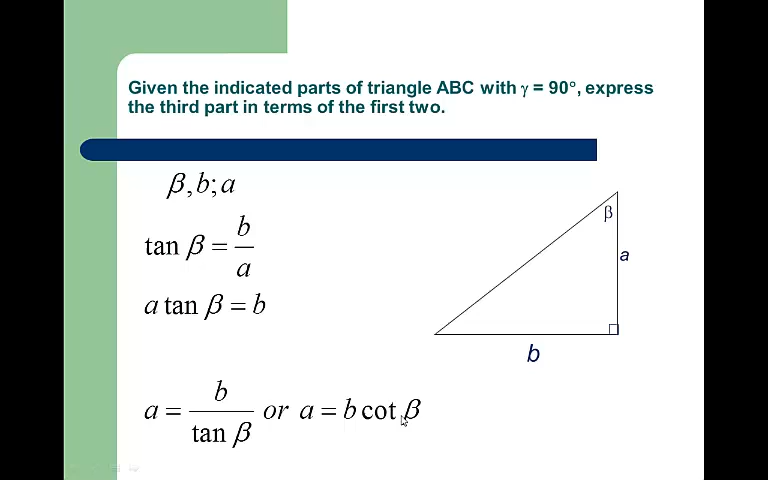 Given the indicated parts of triangle ABC with γ = 90°, express
the third part in terms of the first two.
β, b; a
tan β = b/a
a tan β = b
a = b/tan β or a = b cot β
β
a
b